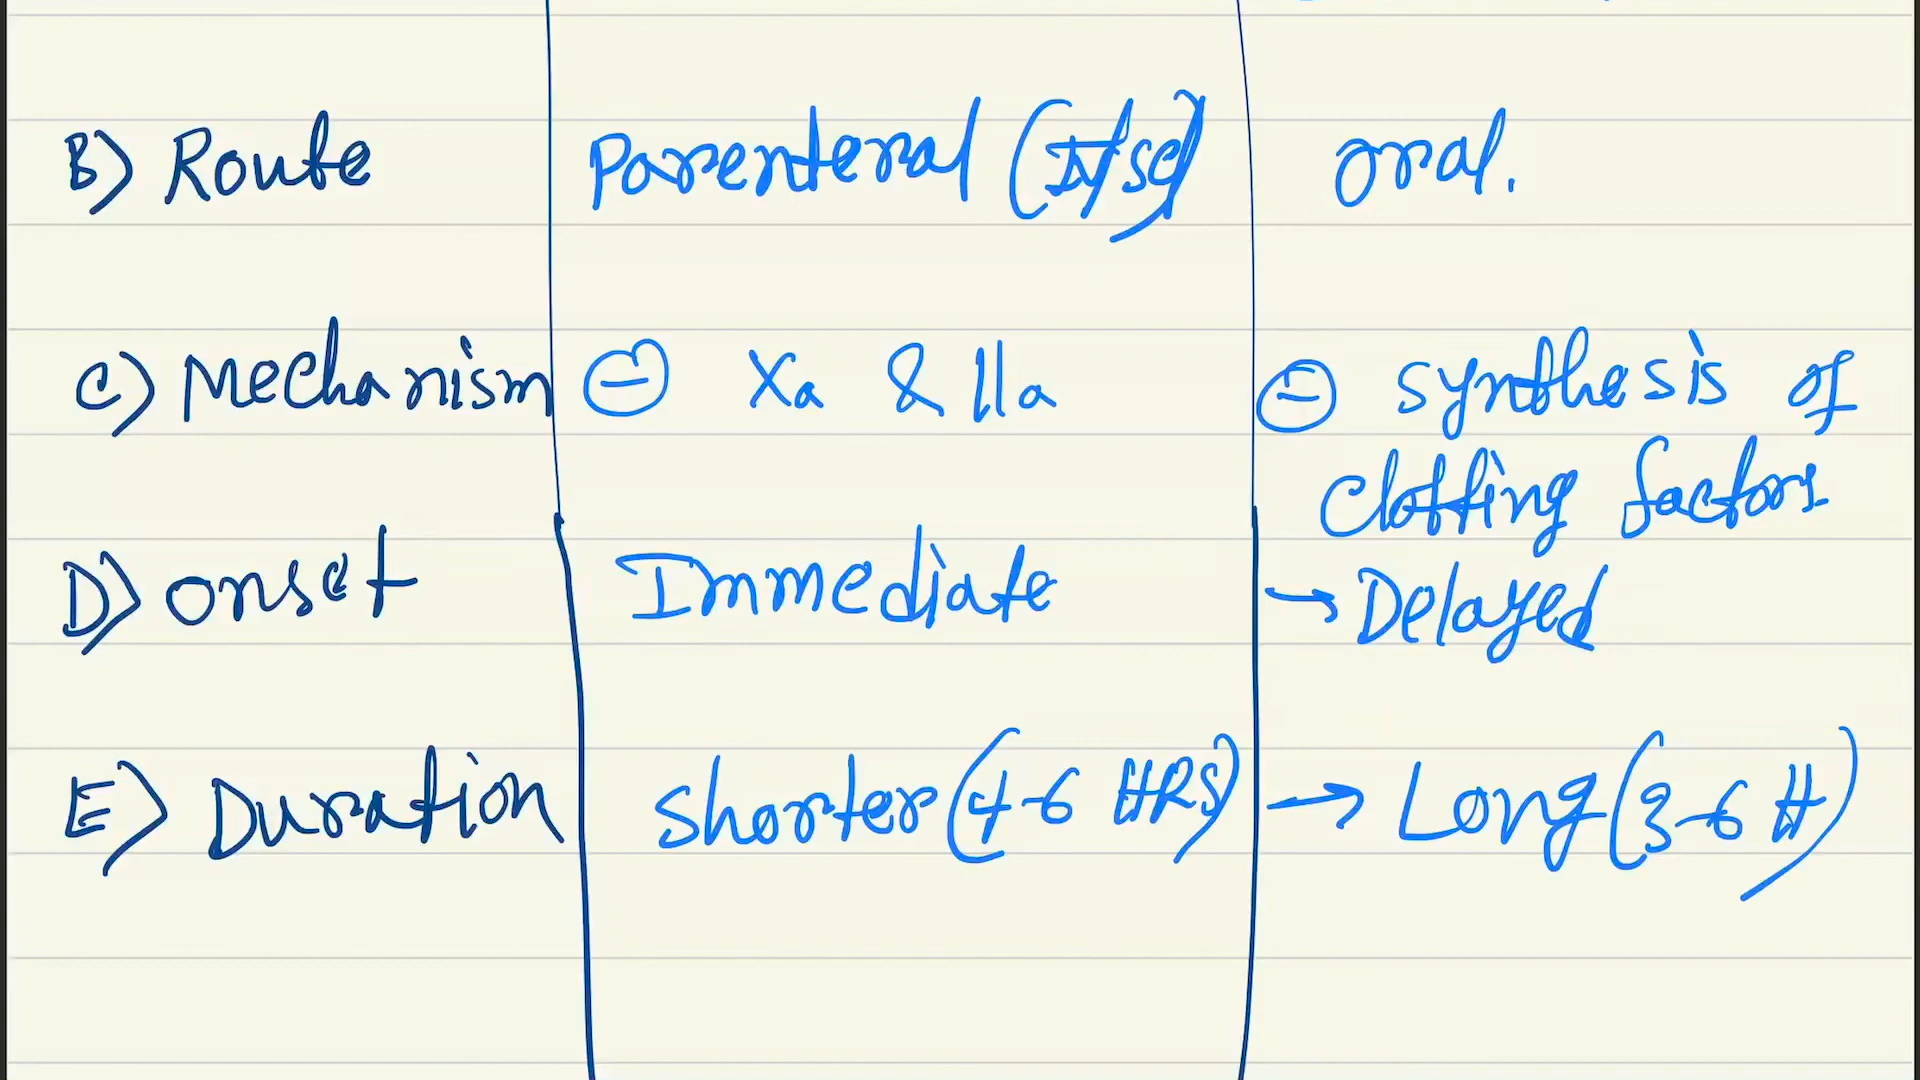 B) Route Parenteral (IV/SC) oral.
C) Mechanism ⊖ Xa & IIa ⊖ synthesis of
clotting factors
D) onset Immediate → Delayed
E) Duration shorter (4-6 HRS) → Long (3-6 H)